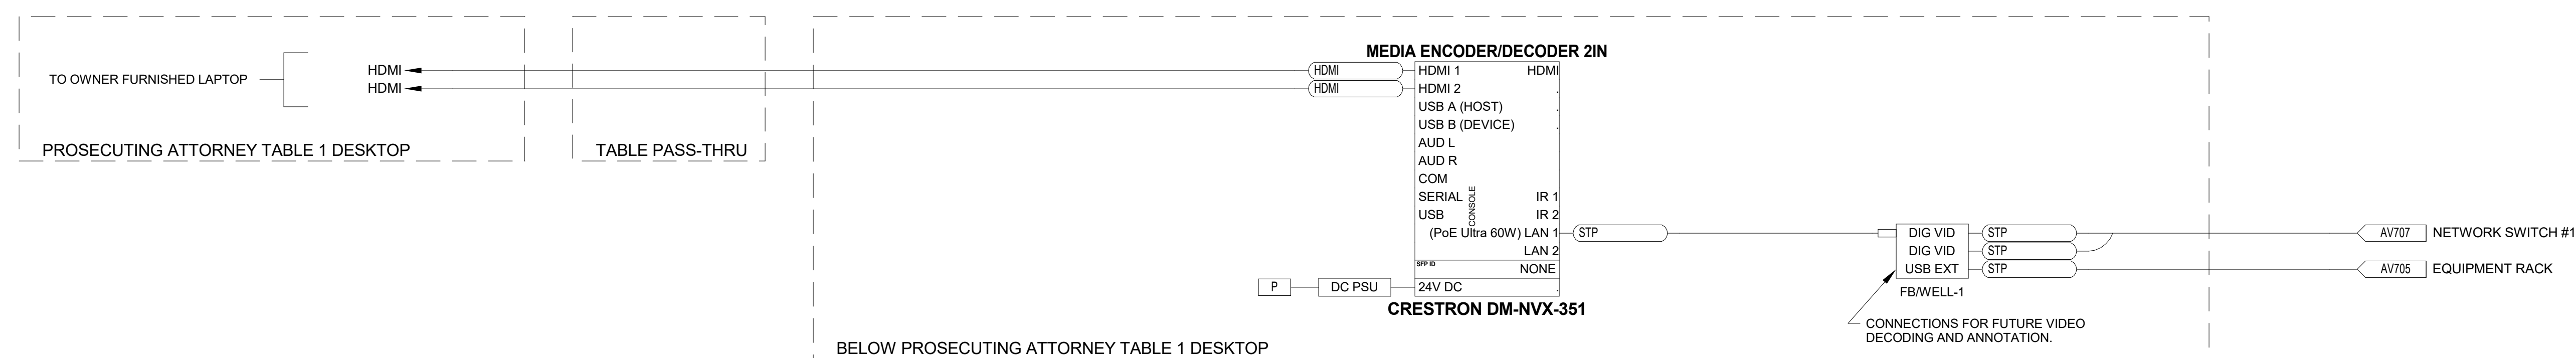 MEDIA ENCODER/DECODER 2IN
TO OWNER FURNISHED LAPTOP
HDMI
HDMI
PROSECUTING ATTORNEY TABLE 1 DESKTOP
TABLE PASS-THRU
HDMI
HDMI
HDMI 1 HDMI
HDMI 2 .
USB A (HOST) .
USB B (DEVICE) .
AUD L
AUD R
COM
SERIAL IR 1
USB IR 2
CONSOLE
(PoE Ultra 60W) LAN 1
LAN 2
SFP ID NONE
P DC PSU 24V DC .
CRESTRON DM-NVX-351
STP
DIG VID STP
DIG VID STP
USB EXT STP
FB/WELL-1
CONNECTIONS FOR FUTURE VIDEO
DECODING AND ANNOTATION.
AV707 NETWORK SWITCH #1
AV705 EQUIPMENT RACK
BELOW PROSECUTING ATTORNEY TABLE 1 DESKTOP